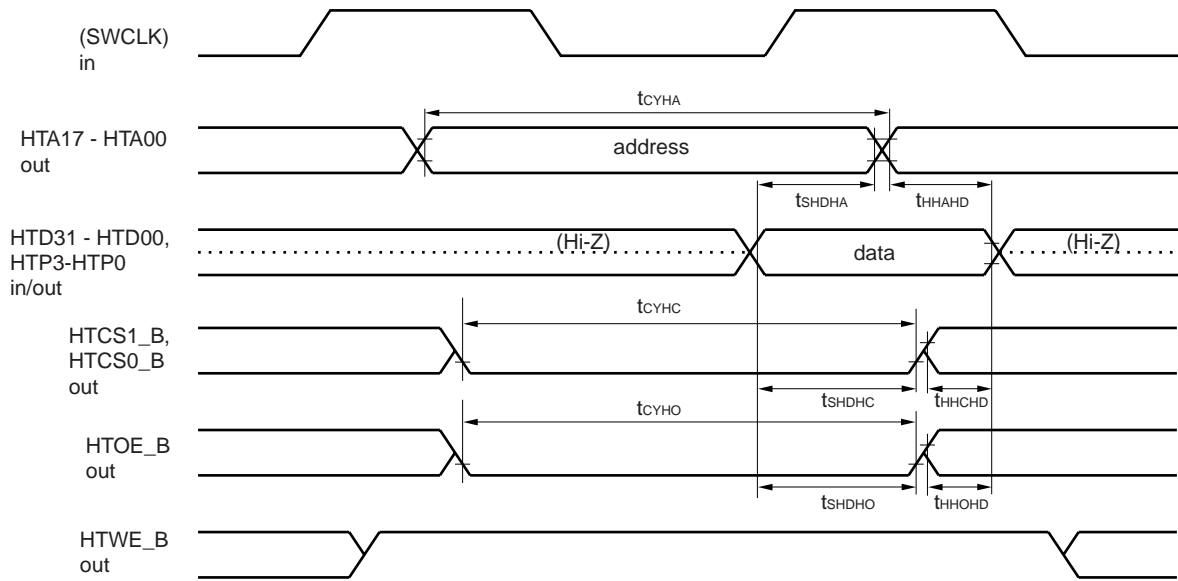 (SWCLK)
in
tCYHA
HTA17 - HTA00
out
address
tSHDHA
tHHAHD
HTD31 - HTD00,
HTP3-HTP0
in/out
(Hi-Z)
data
(Hi-Z)
tCYHC
HTCS1_B,
HTCS0_B
out
tSHDHC
tHHCHD
tCYHO
HTOE_B
out
tSHDHO
tHHOHD
HTWE_B
out